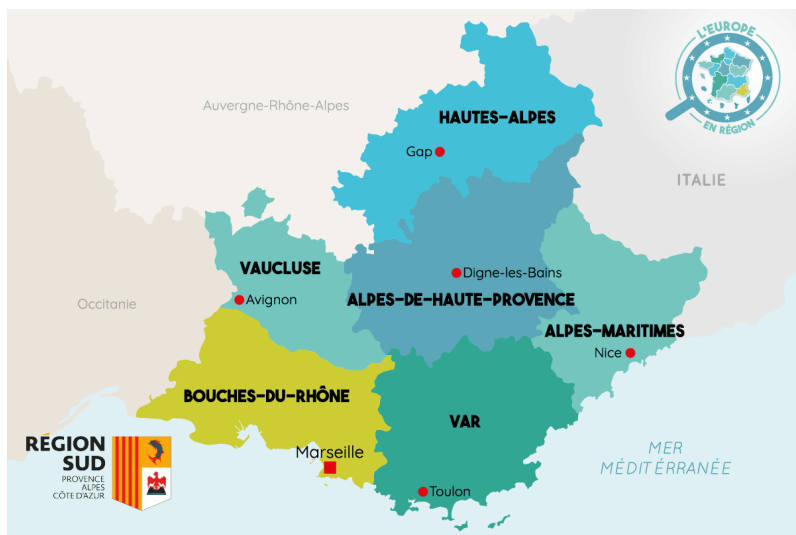 L'EUROPE
EN RÉGION
Auvergne-Rhône-Alpes
HAUTES-ALPES
Gap
ITALIE
VAUCLUSE
Digne-les-Bains
Avignon
ALPES-DE-HAUTE-PROVENCE
Occitanie
ALPES-MARITIMES
Nice
BOUCHES-DU-RHÔNE
VAR
Marseille
MER
MÉDITÉRRANÉE
Toulon
RÉGION
SUD
PROVENCE
ALPES
CÔTE D'AZUR